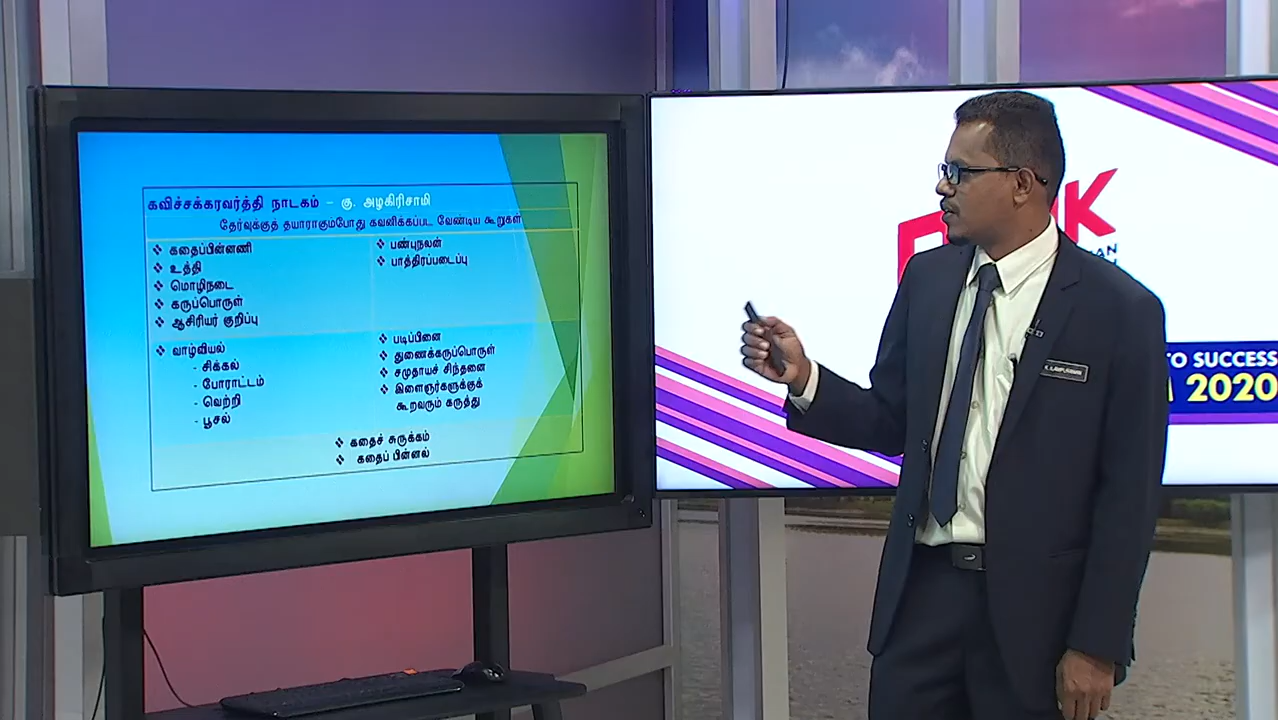 கவிச்சக்கரவர்த்தி நாடகம் - கு. அழகிரிசாமி
தேர்வுக்குத் தயாராகும்போது கவனிக்கப்பட வேண்டிய கூறுகள்
❖ கதைப்பின்னணி
❖ உத்தி
❖ மொழிநடை
❖ கருப்பொருள்
❖ ஆசிரியர் குறிப்பு
❖ பண்புநலன்
❖ பாத்திரப்படைப்பு
❖ வாழ்வியல்
- சிக்கல்
- போராட்டம்
- வெற்றி
- பூசல்
❖ படிப்பினை
❖ துணைக்கருப்பொருள்
❖ சமுதாயச் சிந்தனை
❖ இளைஞர்களுக்குக்
கூறவரும் கருத்து
❖ கதைச் சுருக்கம்
❖ கதைப் பின்னல்
TO SUCCESS
2020